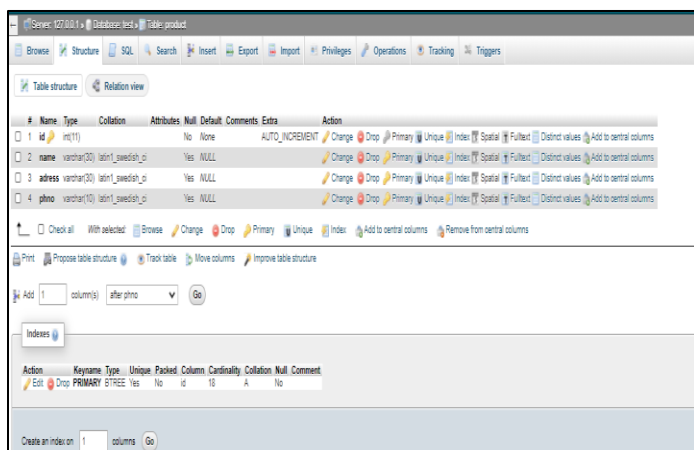 Server: 127.0.0.1 » Database: test » Table: product
Browse Structure SQL Search Insert Export Import Privileges Operations Tracking Triggers
Table structure Relation view
# Name Type Collation Attributes Null Default Comments Extra Action
1 id int(11) No None AUTO_INCREMENT Change Drop Primary Unique Index Spatial Fulltext Distinct values Add to central columns
2 name varchar(30) latin1_swedish_ci Yes NULL Change Drop Primary Unique Index Spatial Fulltext Distinct values Add to central columns
3 adress varchar(30) latin1_swedish_ci Yes NULL Change Drop Primary Unique Index Spatial Fulltext Distinct values Add to central columns
4 phno varchar(10) latin1_swedish_ci Yes NULL Change Drop Primary Unique Index Spatial Fulltext Distinct values Add to central columns
Check all With selected: Browse Change Drop Primary Unique Index Add to central columns Remove from central columns
Print Propose table structure Track table Move columns Improve table structure
Add 1 column(s) after phno Go
Indexes
Action Keyname Type Unique Packed Column Cardinality Collation Null Comment
Edit Drop PRIMARY BTREE Yes No id 18 A No
Create an index on 1 columns Go